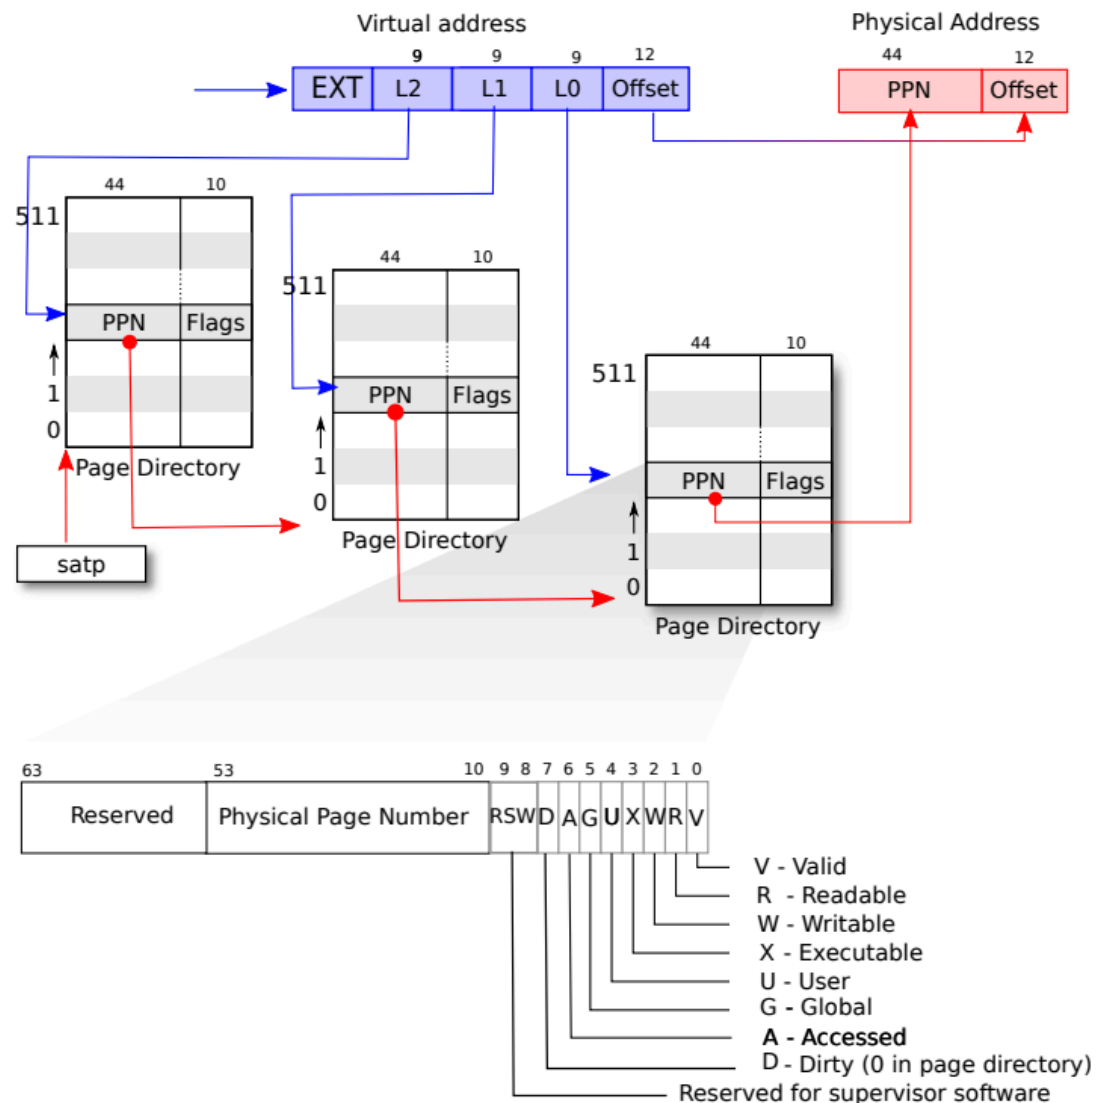 Virtual address
Physical Address
9 9 9 12
44 12
EXT L2 L1 L0 Offset
PPN Offset
44 10
511
PPN Flags
1
0
Page Directory
satp
44 10
511
PPN Flags
1
0
Page Directory
44 10
511
PPN Flags
1
0
Page Directory
63 53 10 9 8 7 6 5 4 3 2 1 0
Reserved Physical Page Number RSW D A G U X W R V
V - Valid
R - Readable
W - Writable
X - Executable
U - User
G - Global
A - Accessed
D - Dirty (0 in page directory)
Reserved for supervisor software